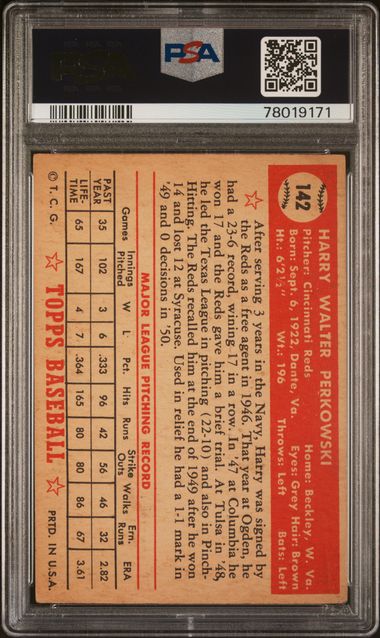 PSA
PSA
78019171
142
HARRY WALTER PERKOWSKI
Pitcher: Cincinnati Reds Home: Beckley, W. Va.
Born: Sept. 6, 1922, Dante, Va. Eyes: Grey Hair: Brown
Ht.: 6'2½" Wt.: 196 Throws: Left Bats: Left
After serving 3 years in the Navy, Harry was signed by
the Reds as a free agent in 1946. That year at Ogden, he
had a 23-6 record, winning 17 in a row. In '47 at Columbia he
won 17 and the Reds gave him a brief trial. At Tulsa in '48,
he led the Texas League in pitching (22-10) and also in Pinch-
Hitting. The Reds recalled him at the end of 1949 after he won
14 and lost 12 at Syracuse. Used in relief he had a 1-1 mark in
'49 and 0 decisions in '50.
MAJOR LEAGUE PITCHING RECORD
Games Innings Pitched W L Pct. Hits Runs Strike Outs Walks Ern. Runs ERA
PAST YEAR 35 102 3 6 .333 96 42 56 46 32 2.82
LIFE-TIME 65 167 4 7 .364 165 80 80 86 67 3.61
© T. C. G. TOPPS BASEBALL PRTD. IN U.S.A.